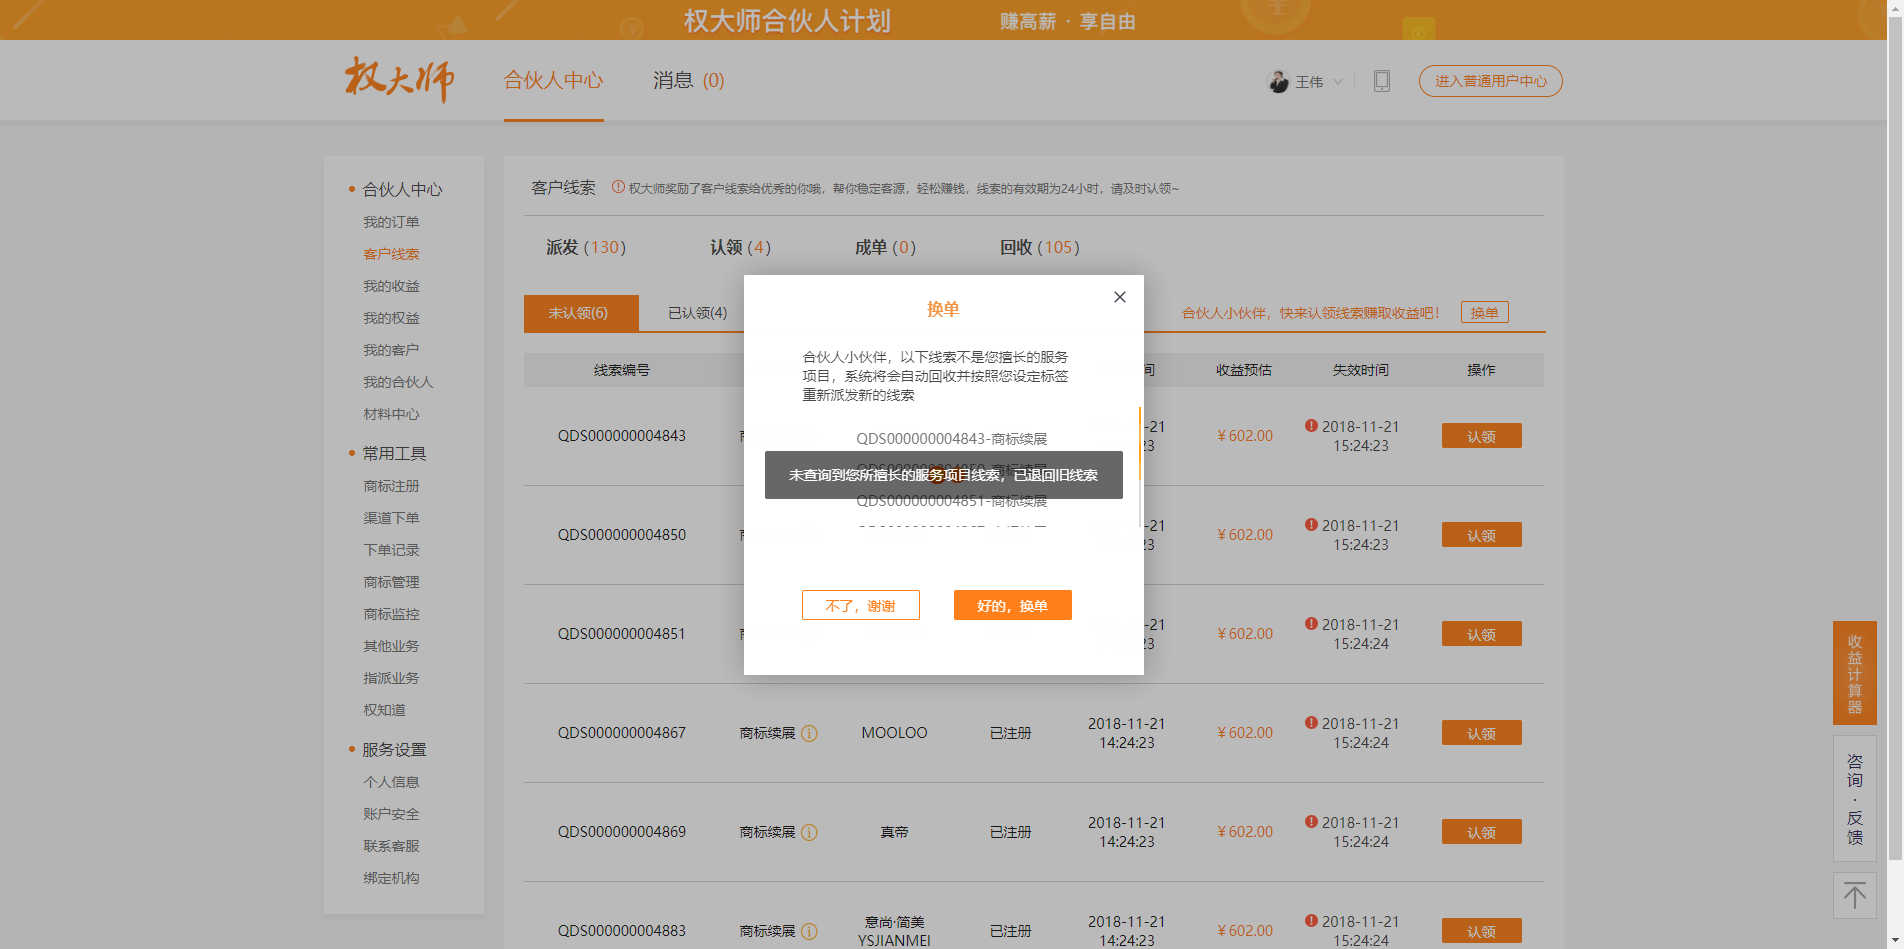 权大师合伙人计划
赚高薪 · 享自由
权大师
合伙人中心
消息 (0)
王伟
进入普通用户中心
合伙人中心
我的订单
客户线索
我的收益
我的权益
我的客户
我的合伙人
材料中心
常用工具
商标注册
渠道下单
下单记录
商标管理
商标监控
其他业务
指派业务
权知道
服务设置
个人信息
账户安全
联系客服
绑定机构
客户线索
权大师奖励了客户线索给优秀的你哦，帮你稳定客源，轻松赚钱，线索的有效期为24小时，请及时认领~
派发 (130) 认领 (4) 成单 (0) 回收 (105)
未认领(6) 已认领(4)
合伙人小伙伴，快来认领线索赚取收益吧！ 换单
线索编号 间 收益预估 失效时间 操作
QDS000000004843 -21 ¥602.00 2018-11-21 认领
15:24:23
QDS000000004850 -21 ¥602.00 2018-11-21 认领
15:24:23
QDS000000004851 -21 ¥602.00 2018-11-21 认领
15:24:24
QDS000000004867 商标续展 MOOLOO 已注册 2018-11-21 ¥602.00 2018-11-21 认领
14:24:23 15:24:24
QDS000000004869 商标续展 真帝 已注册 2018-11-21 ¥602.00 2018-11-21 认领
14:24:23 15:24:24
QDS000000004883 商标续展 意尚·简美 已注册 2018-11-21 ¥602.00 2018-11-21 认领
YSJIANMEI 14:24:23 15:24:24
换单
合伙人小伙伴，以下线索不是您擅长的服务
项目，系统将会自动回收并按照您设定标签
重新派发新的线索
QDS000000004843-商标续展
未查询到您所擅长的服务项目线索，已退回旧线索
QDS000000004851-商标续展
不了，谢谢
好的，换单
收益计算器
咨询·反馈